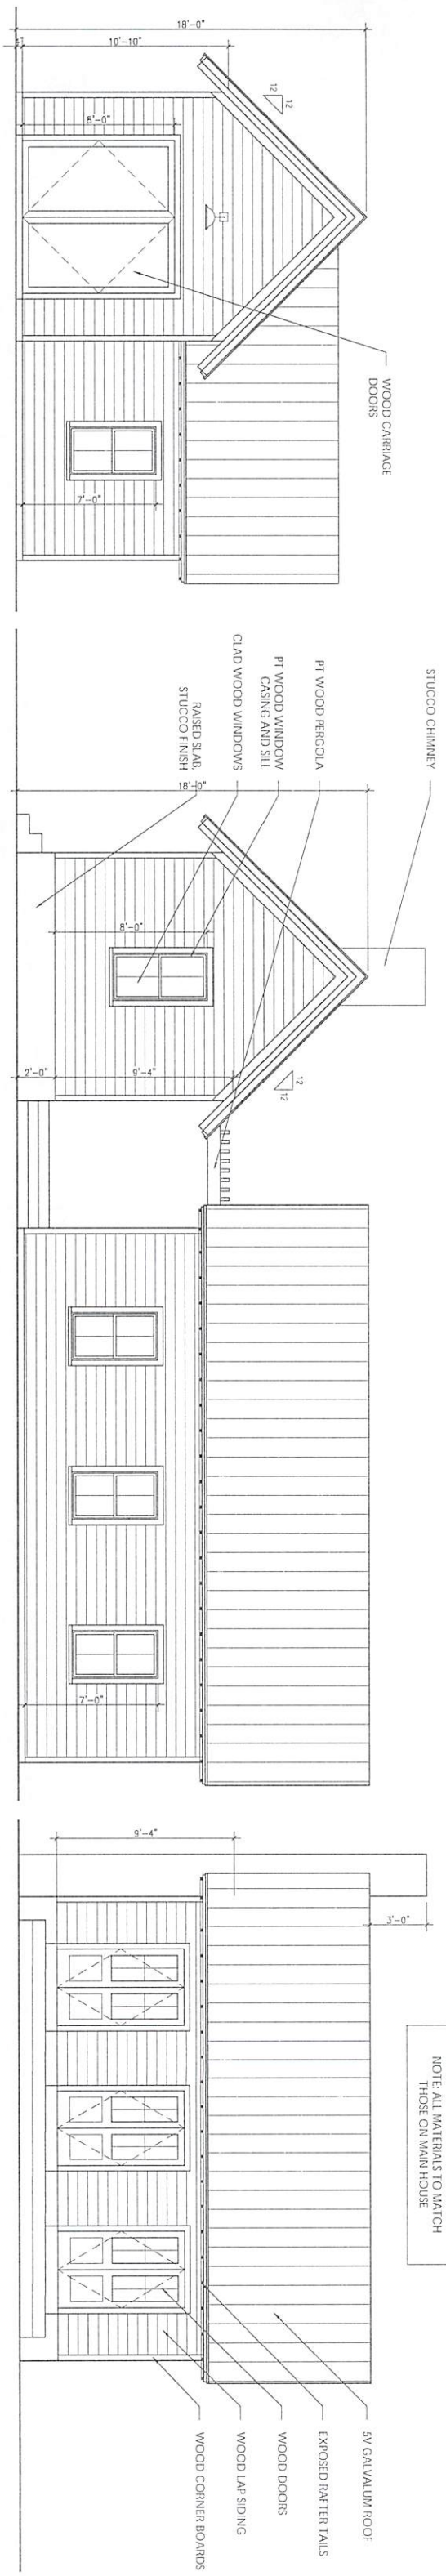 18'-0"
10'-10"
8'-0"
12
12
WOOD CARRIAGE
DOORS
7'-0"
STUCCO CHIMNEY
PT WOOD PERGOLA
PT WOOD WINDOW
CASING AND SILL
CLAD WOOD WINDOWS
RAISED SLAB,
STUCCO FINISH
18'-0"
8'-0"
2'-0"
9'-4"
12
12
7'-0"
9'-4"
3'-0"
NOTE: ALL MATERIALS TO MATCH
THOSE ON MAIN HOUSE
5V GALVALUM ROOF
EXPOSED RAFTER TAILS
WOOD DOORS
WOOD LAP SIDING
WOOD CORNER BOARDS